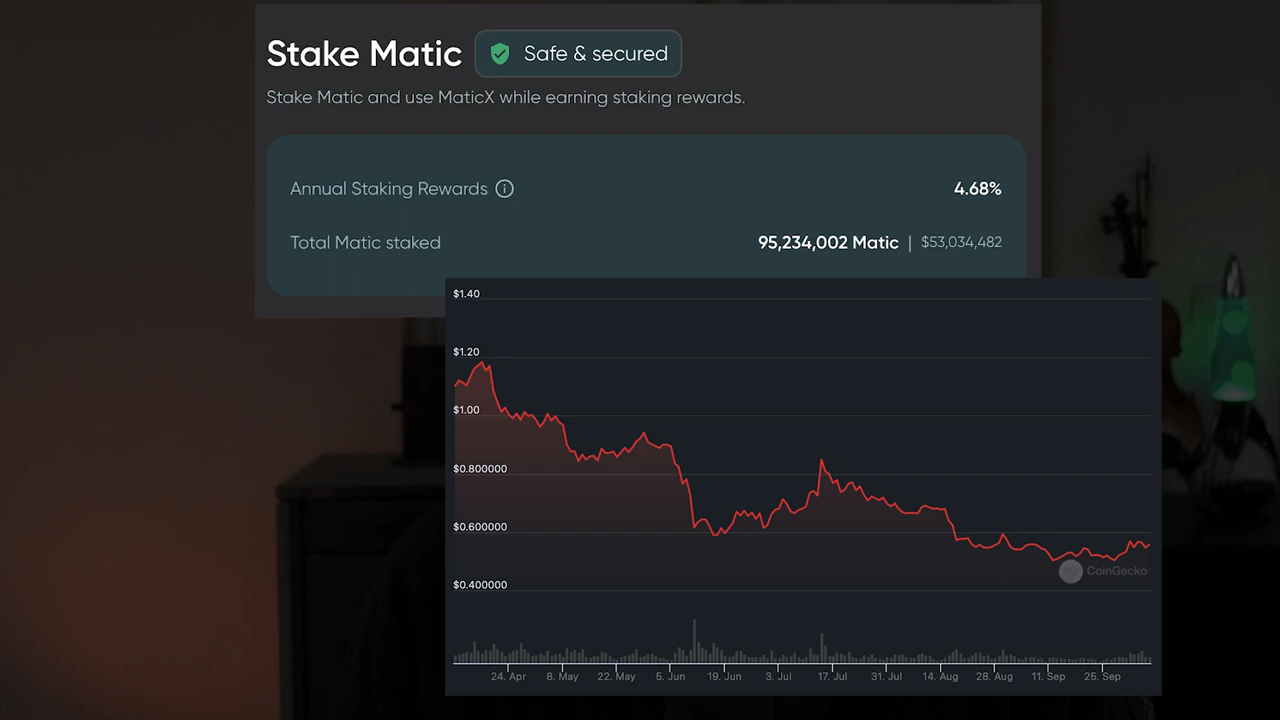 Stake Matic
Safe & secured
Stake Matic and use MaticX while earning staking rewards.
Annual Staking Rewards
4.68%
Total Matic staked
95,234,002 Matic | $53,034,482
$1.40
$1.20
$1.00
$0.800000
$0.600000
$0.400000
CoinGecko
24. Apr 8. May 22. May 5. Jun 19. Jun 3. Jul 17. Jul 31. Jul 14. Aug 28. Aug 11. Sep 25. Sep